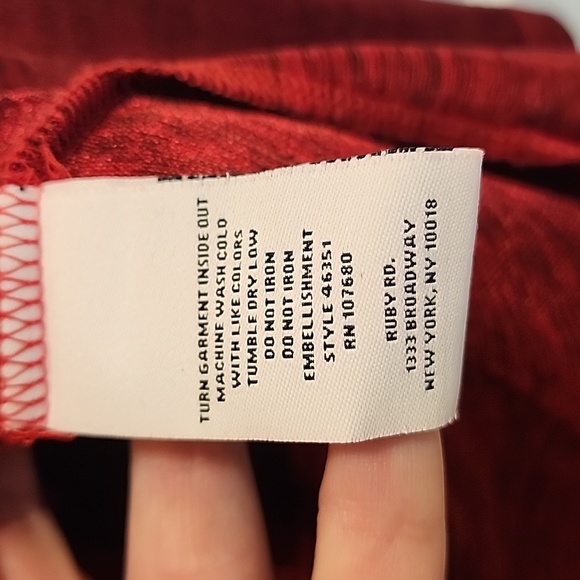 TURN GARMENT INSIDE OUT
MACHINE WASH COLD
WITH LIKE COLORS
TUMBLE DRY LOW
DO NOT IRON
DO NOT IRON
EMBELLISHMENT
STYLE 46351
RN 107680
RUBY RD.
1333 BROADWAY
NEW YORK, NY 10018